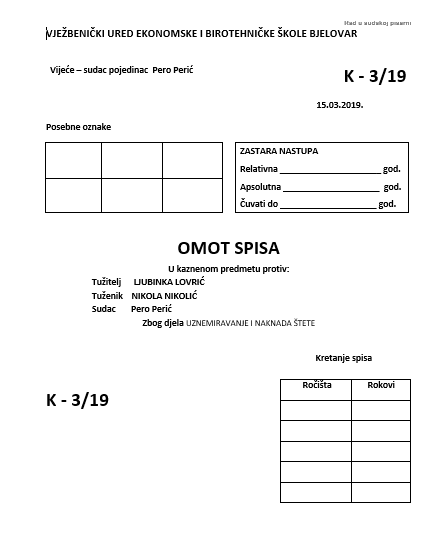 Rad u sudskoj pisarni
VJEŽBENIČKI URED EKONOMSKE I BIROTEHNIČKE ŠKOLE BJELOVAR
Vijeće – sudac pojedinac Pero Perić
K - 3/19
15.03.2019.
Posebne oznake
ZASTARA NASTUPA
Relativna ____________________ god.
Apsolutna ____________________ god.
Čuvati do ____________________ god.
OMOT SPISA
U kaznenom predmetu protiv:
Tužitelj LJUBINKA LOVRIĆ
Tuženik NIKOLA NIKOLIĆ
Sudac Pero Perić
Zbog djela UZNEMIRAVANJE I NAKNADA ŠTETE
Kretanje spisa
Ročišta Rokovi
K - 3/19